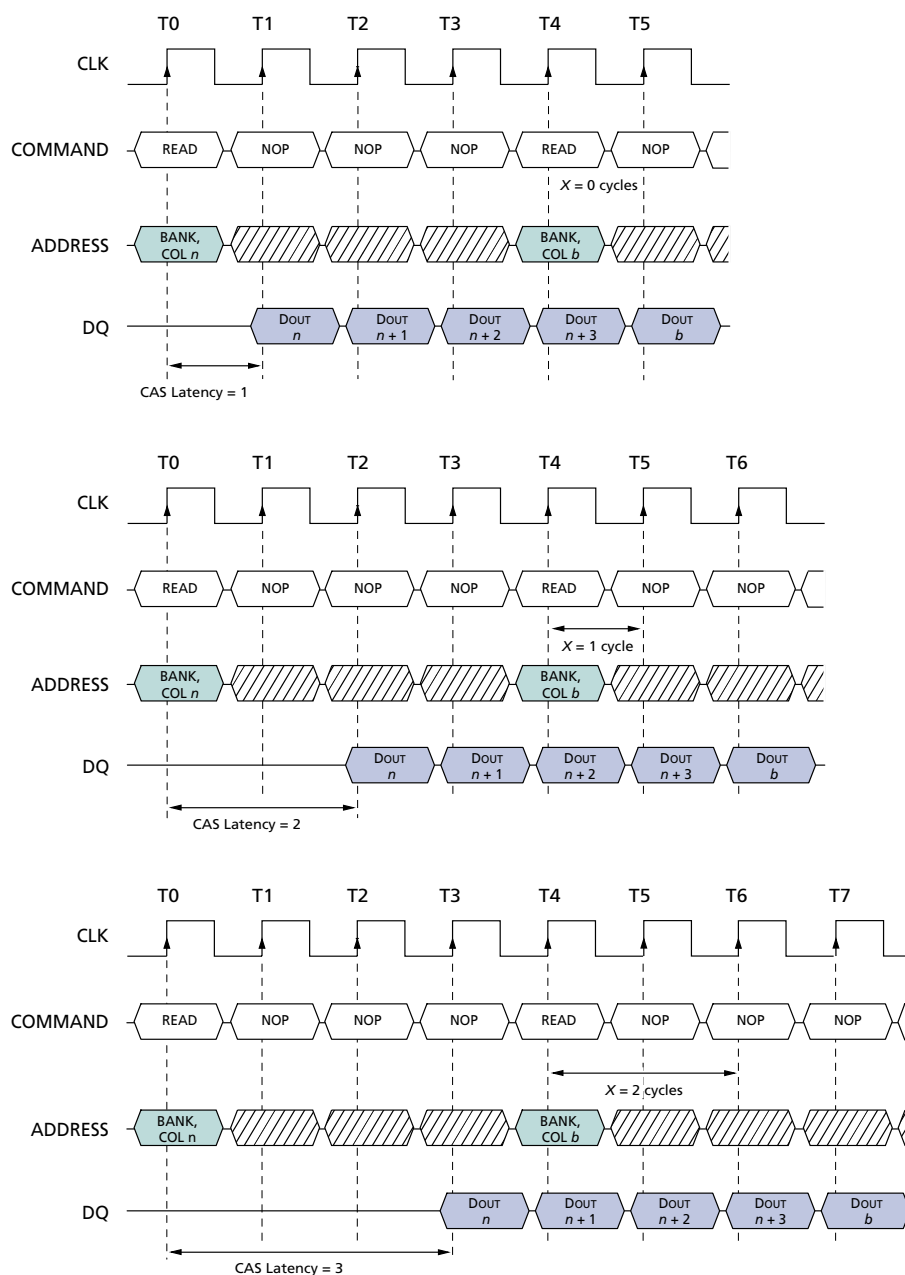 T0 T1 T2 T3 T4 T5
CLK
COMMAND READ NOP NOP NOP READ NOP
X = 0 cycles
ADDRESS BANK, COL n BANK, COL b
DQ DOUT n DOUT n + 1 DOUT n + 2 DOUT n + 3 DOUT b
CAS Latency = 1
T0 T1 T2 T3 T4 T5 T6
CLK
COMMAND READ NOP NOP NOP READ NOP NOP
X = 1 cycle
ADDRESS BANK, COL n BANK, COL b
DQ DOUT n DOUT n + 1 DOUT n + 2 DOUT n + 3 DOUT b
CAS Latency = 2
T0 T1 T2 T3 T4 T5 T6 T7
CLK
COMMAND READ NOP NOP NOP READ NOP NOP NOP
X = 2 cycles
ADDRESS BANK, COL n BANK, COL b
DQ DOUT n DOUT n + 1 DOUT n + 2 DOUT n + 3 DOUT b
CAS Latency = 3